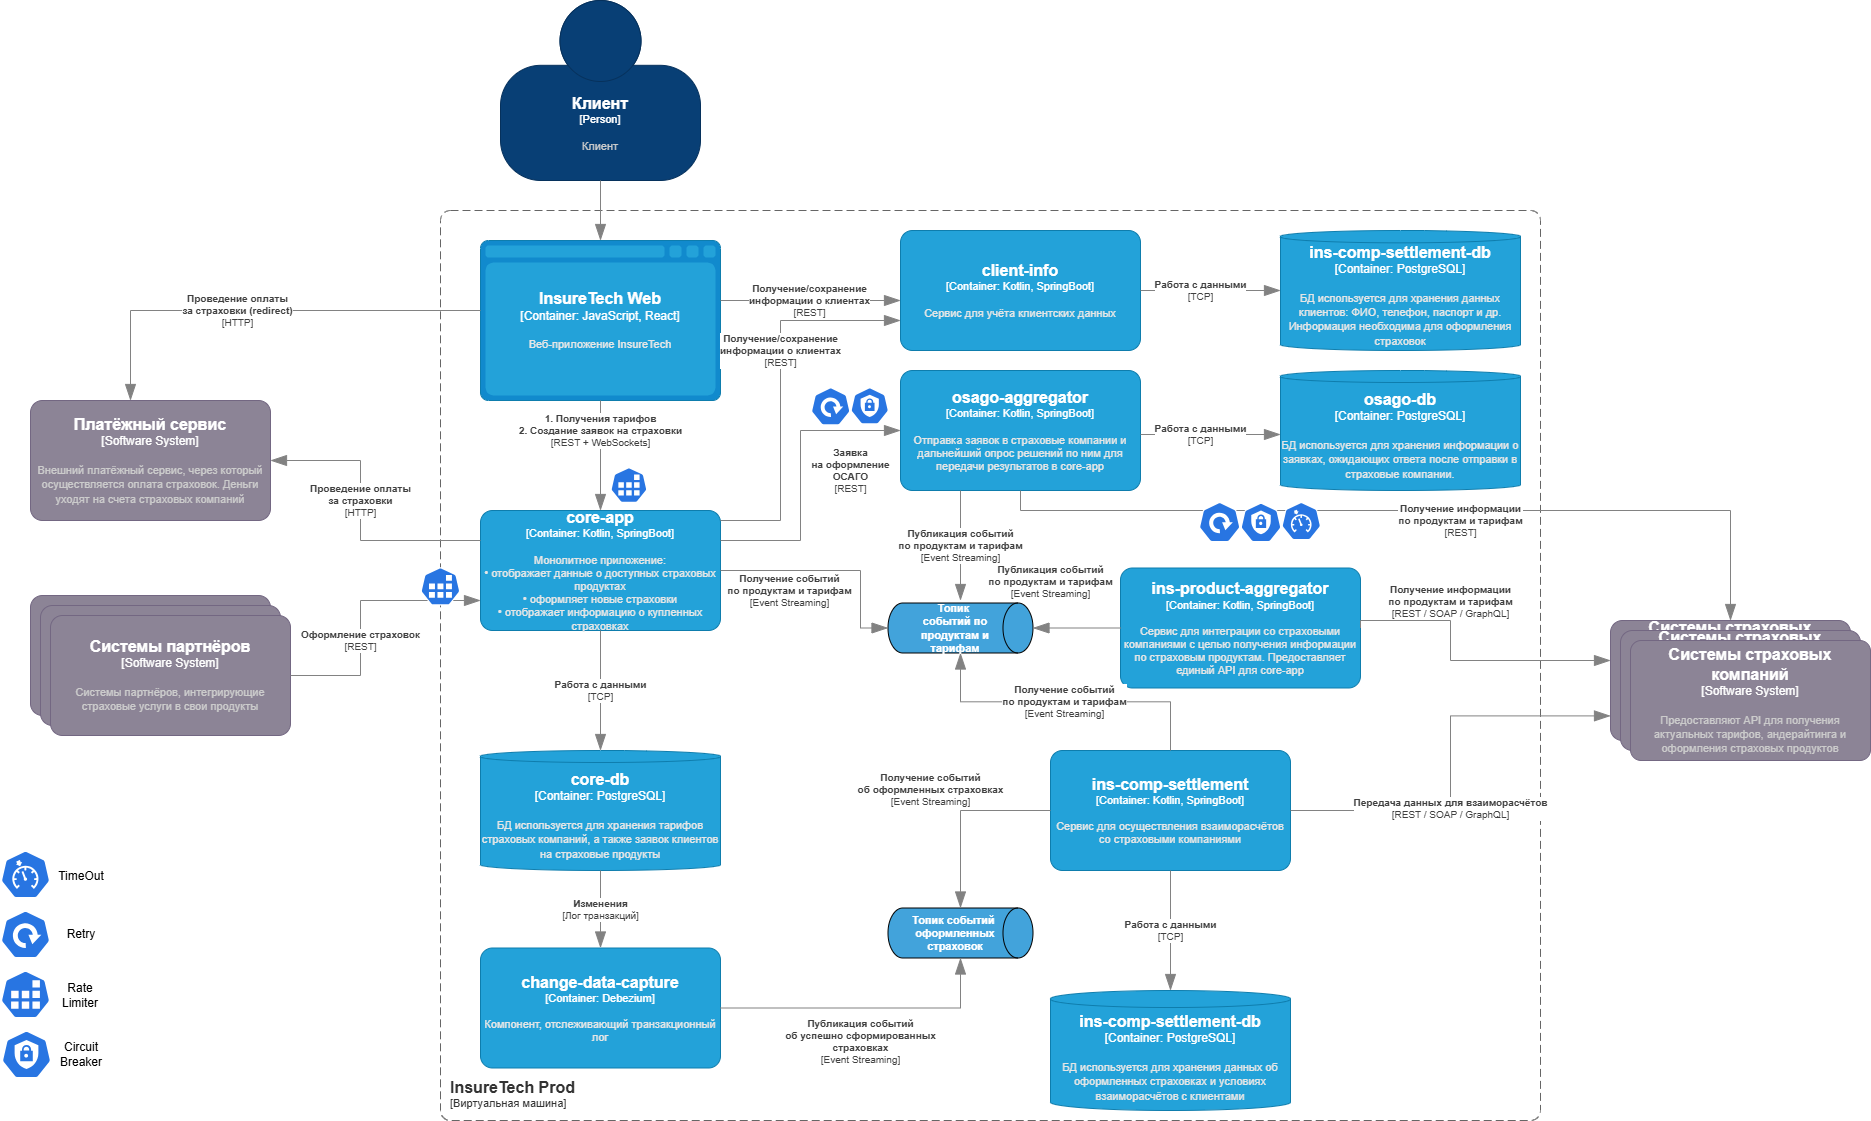 Клиент
[Person]
Клиент
InsureTech Web
[Container: JavaScript, React]
Веб-приложение InsureTech
Получение/сохранение
информации о клиентах
[REST]
client-info
[Container: Kotlin, SpringBoot]
Сервис для учёта клиентских данных
Работа с данными
[TCP]
ins-comp-settlement-db
[Container: PostgreSQL]
БД используется для хранения данных
клиентов: ФИО, телефон, паспорт и др.
Информация необходима для оформления
страховок
Проведение оплаты
за страховки (redirect)
[HTTP]
Получение/сохранение
информации о клиентах
[REST]
Платёжный сервис
[Software System]
Внешний платёжный сервис, через который
осуществляется оплата страховок. Деньги
уходят на счета страховых компаний
1. Получения тарифов
2. Создание заявок на страховки
[REST + WebSockets]
osago-aggregator
[Container: Kotlin, SpringBoot]
Отправка заявок в страховые компании и
дальнейший опрос решений по ним для
передачи результатов в core-app
Работа с данными
[TCP]
osago-db
[Container: PostgreSQL]
БД используется для хранения информации о
заявках, ожидающих ответа после отправки в
страховые компании.
Заявка
на оформление
ОСАГО
[REST]
Проведение оплаты
за страховки
[HTTP]
core-app
[Container: Kotlin, SpringBoot]
Монолитное приложение:
• отображает данные о доступных страховых
продуктах
• оформляет новые страховки
• отображает информацию о купленных
страховках
Публикация событий
по продуктам и тарифам
[Event Streaming]
Получение информации
по продуктам и тарифам
[REST]
Получение событий
по продуктам и тарифам
[Event Streaming]
Публикация событий
по продуктам и тарифам
[Event Streaming]
ins-product-aggregator
[Container: Kotlin, SpringBoot]
Сервис для интеграции со страховыми
компаниями с целью получения информации
по страховым продуктам. Предоставляет
единый API для core-app
Получение информации
по продуктам и тарифам
[REST / SOAP / GraphQL]
Топик
событий по
продуктам и
тарифам
Системы партнёров
[Software System]
Системы партнёров, интегрирующие
страховые услуги в свои продукты
Оформление страховок
[REST]
Системы страховых
Системы страховых
Системы страховых
компаний
[Software System]
Предоставляют API для получения
актуальных тарифов, андерайтинга и
оформления страховых продуктов
Работа с данными
[TCP]
Получение событий
по продуктам и тарифам
[Event Streaming]
core-db
[Container: PostgreSQL]
БД используется для хранения тарифов
страховых компаний, а также заявок клиентов
на страховые продукты
Получение событий
об оформленных страховках
[Event Streaming]
ins-comp-settlement
[Container: Kotlin, SpringBoot]
Сервис для осуществления взаиморасчётов
со страховыми компаниями
Передача данных для взаиморасчётов
[REST / SOAP / GraphQL]
Изменения
[Лог транзакций]
Топик событий
оформленных
страховок
Работа с данными
[TCP]
change-data-capture
[Container: Debezium]
Компонент, отслеживающий транзакционный
лог
Публикация событий
об успешно сформированных
страховках
[Event Streaming]
ins-comp-settlement-db
[Container: PostgreSQL]
БД используется для хранения данных об
оформленных страховках и условиях
взаиморасчётов с клиентами
InsureTech Prod
[Виртуальная машина]
TimeOut
Retry
Rate
Limiter
Circuit
Breaker